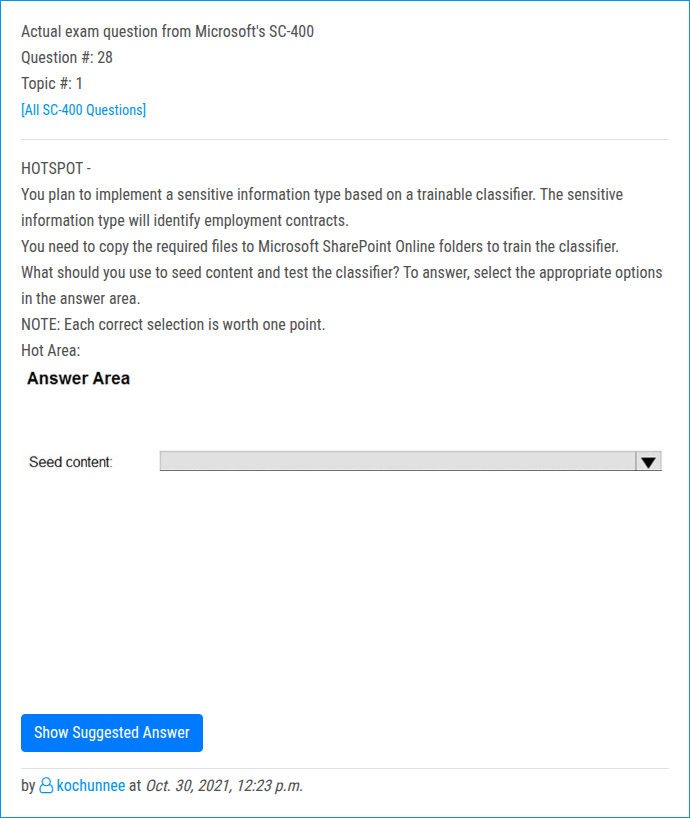 Actual exam question from Microsoft's SC-400
Question #: 28
Topic #: 1
[All SC-400 Questions]
HOTSPOT -
You plan to implement a sensitive information type based on a trainable classifier. The sensitive
information type will identify employment contracts.
You need to copy the required files to Microsoft SharePoint Online folders to train the classifier.
What should you use to seed content and test the classifier? To answer, select the appropriate options
in the answer area.
NOTE: Each correct selection is worth one point.
Hot Area:
Answer Area
Seed content:
Show Suggested Answer
by kochunnee at Oct. 30, 2021, 12:23 p.m.